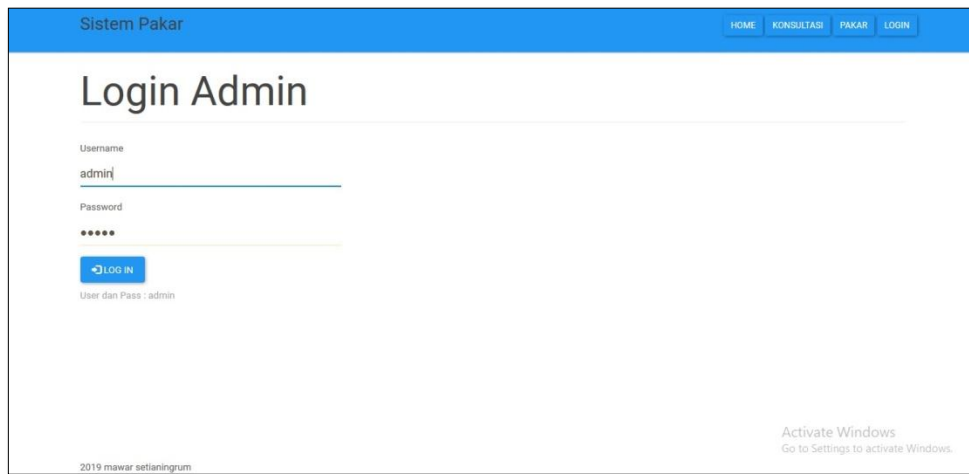 Sistem Pakar
HOME KONSULTASI PAKAR LOGIN
Login Admin
Username
admin
Password
•••••
LOG IN
User dan Pass : admin
Activate Windows
Go to Settings to activate Windows.
2019 mawar setianingrum